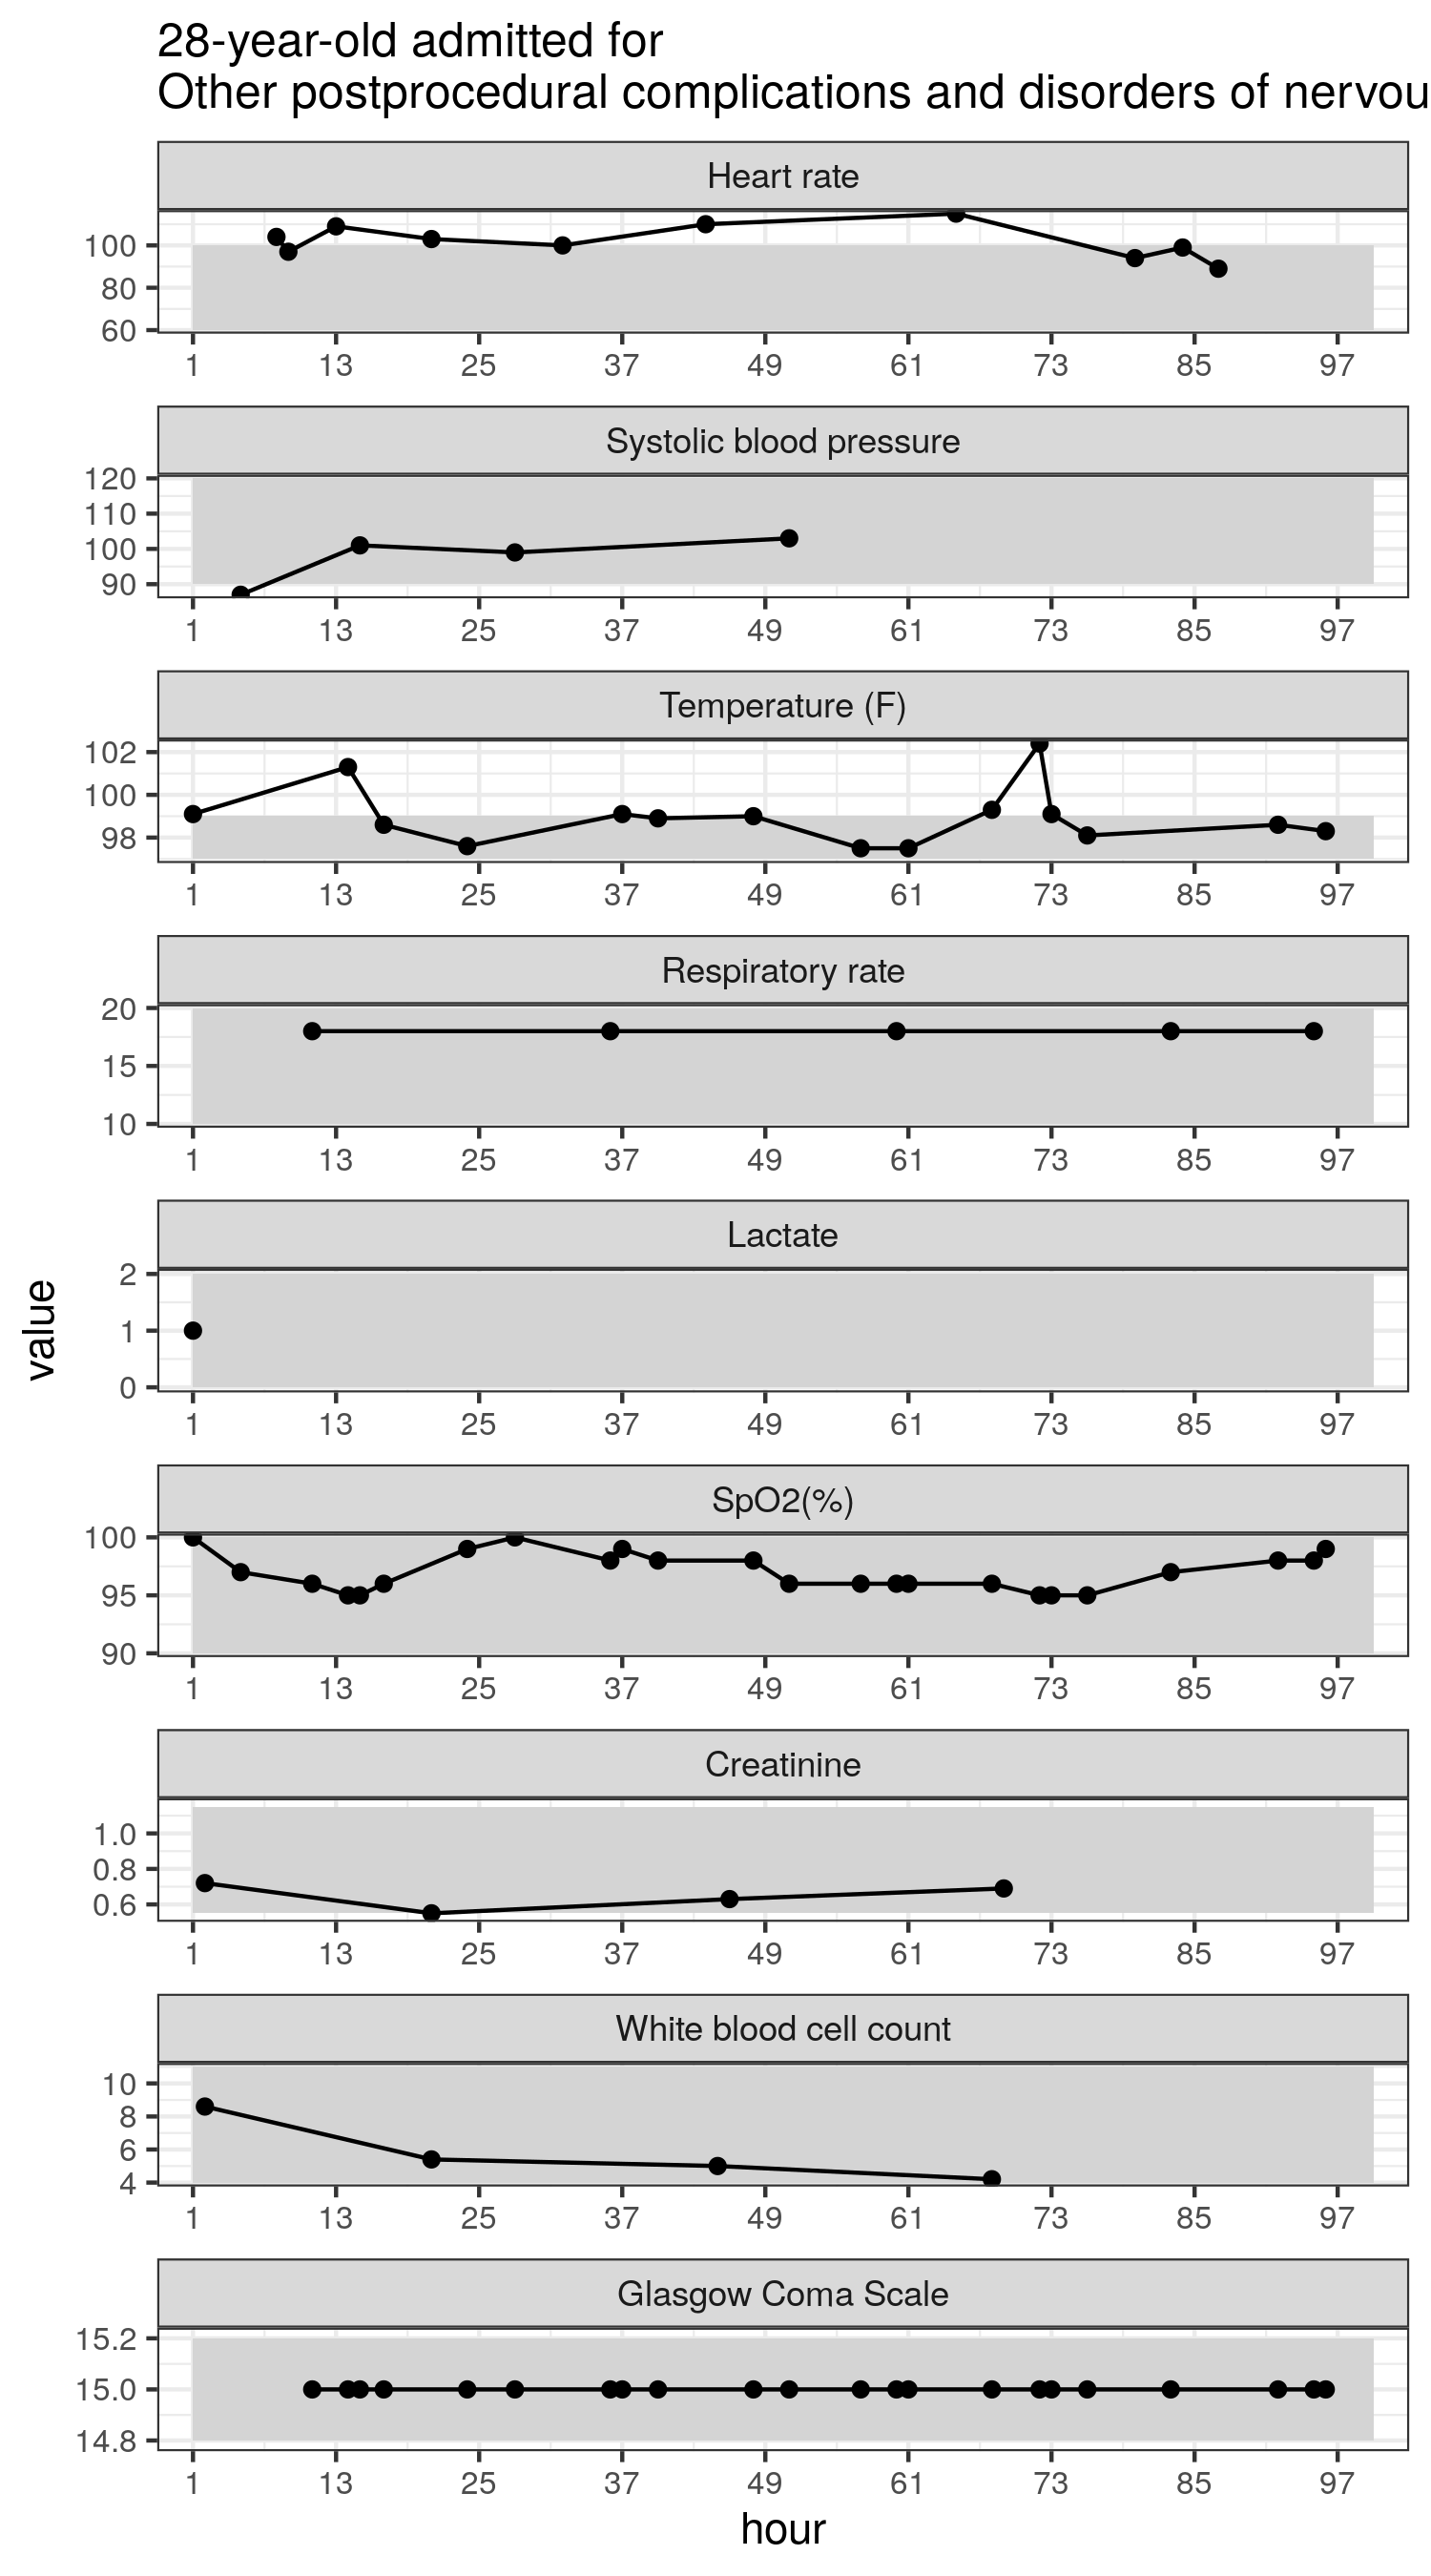 28-year-old admitted for
Other postprocedural complications and disorders of nervou
Heart rate
100
80
60
1 13 25 37 49 61 73 85 97
Systolic blood pressure
120
110
100
90
1 13 25 37 49 61 73 85 97
Temperature (F)
102
100
98
1 13 25 37 49 61 73 85 97
Respiratory rate
20
15
10
1 13 25 37 49 61 73 85 97
Lactate
2
1
0
1 13 25 37 49 61 73 85 97
value
SpO2(%)
100
95
90
1 13 25 37 49 61 73 85 97
Creatinine
1.0
0.8
0.6
1 13 25 37 49 61 73 85 97
White blood cell count
10
8
6
4
1 13 25 37 49 61 73 85 97
Glasgow Coma Scale
15.2
15.0
14.8
1 13 25 37 49 61 73 85 97
hour